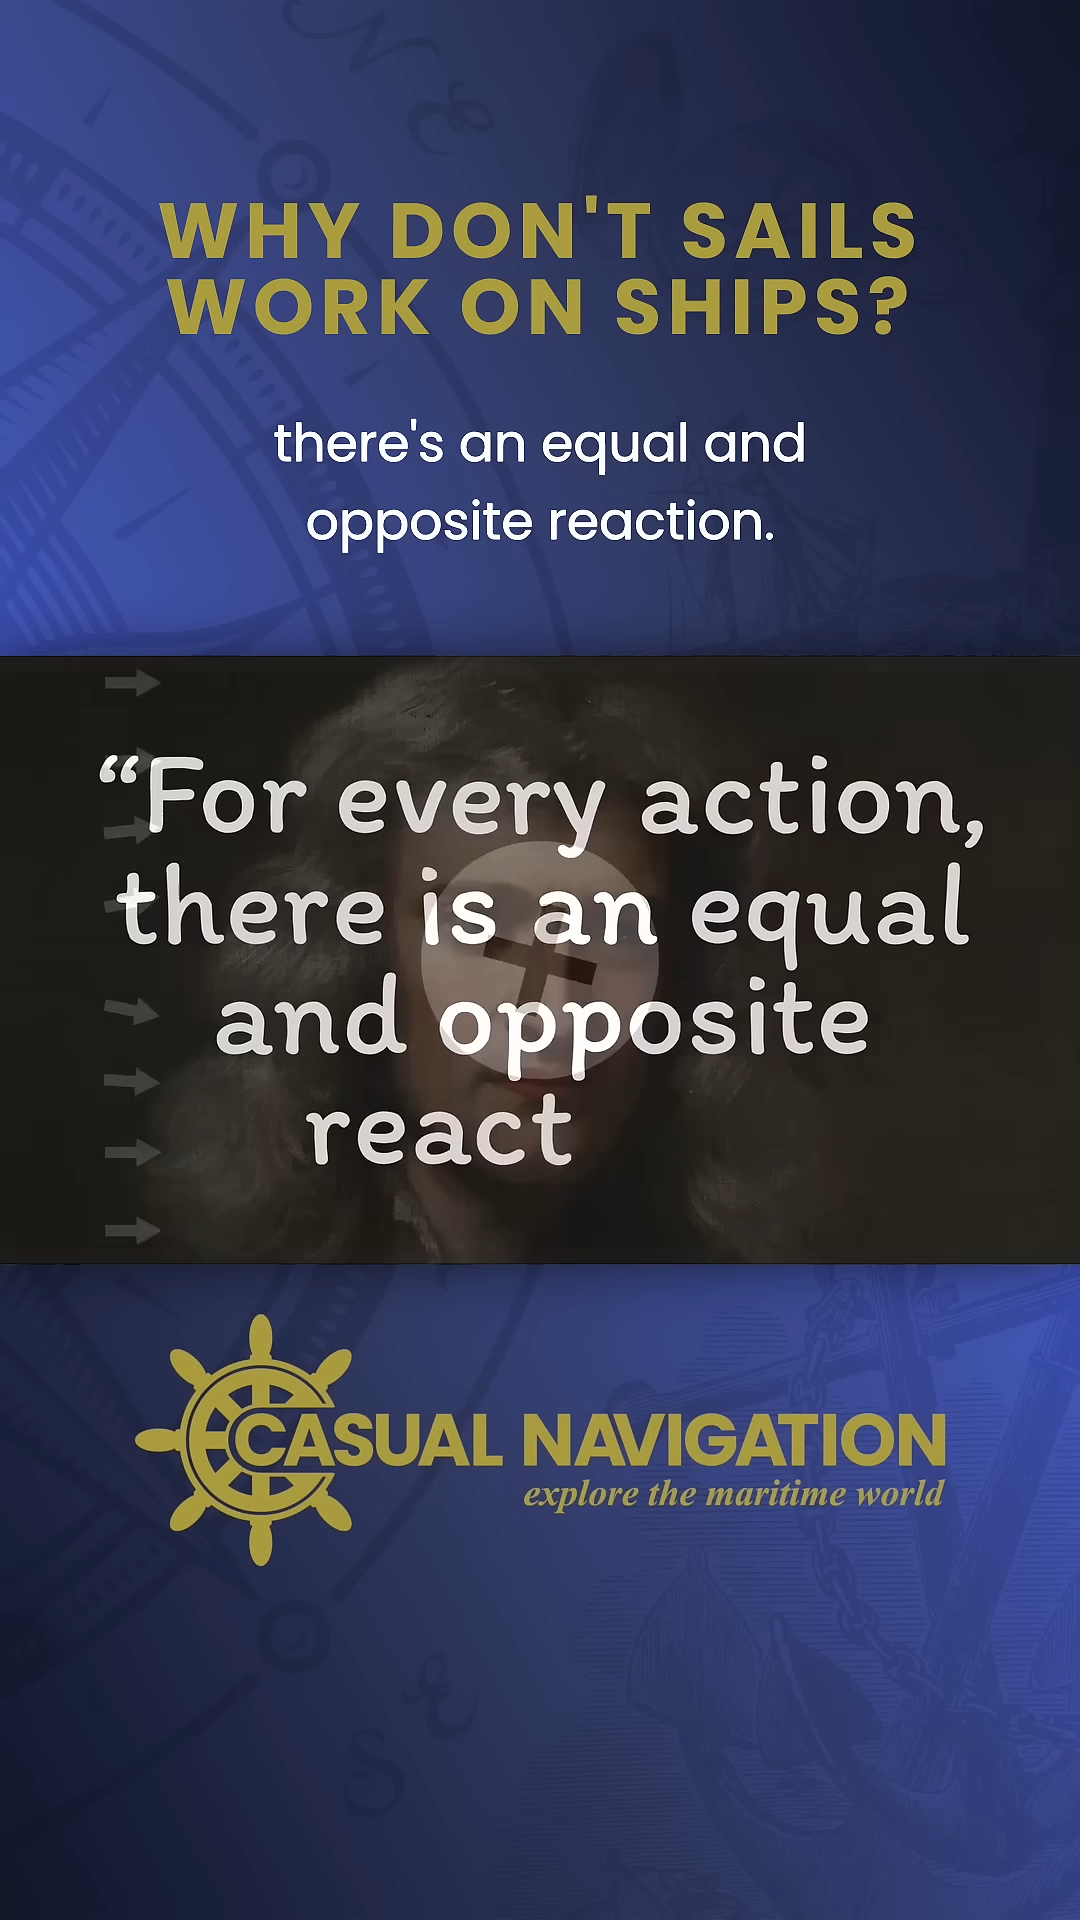 N
E
WHY DON'T SAILS
WORK ON SHIPS?
there's an equal and
opposite reaction.
“For every action,
there is an equal
and opposite
react
CASUAL NAVIGATION
explore the maritime world
E
S